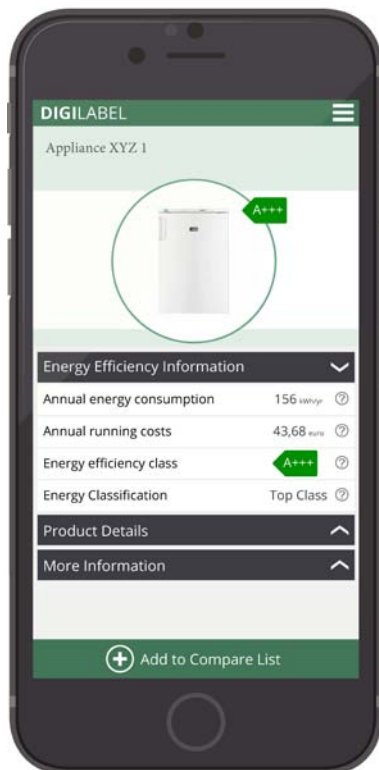 DIGILABEL
Appliance XYZ 1
A+++
Energy Efficiency Information
Annual energy consumption 156 kWh/yr
Annual running costs 43,68 euro
Energy efficiency class A+++
Energy Classification Top Class
Product Details
More Information
Add to Compare List